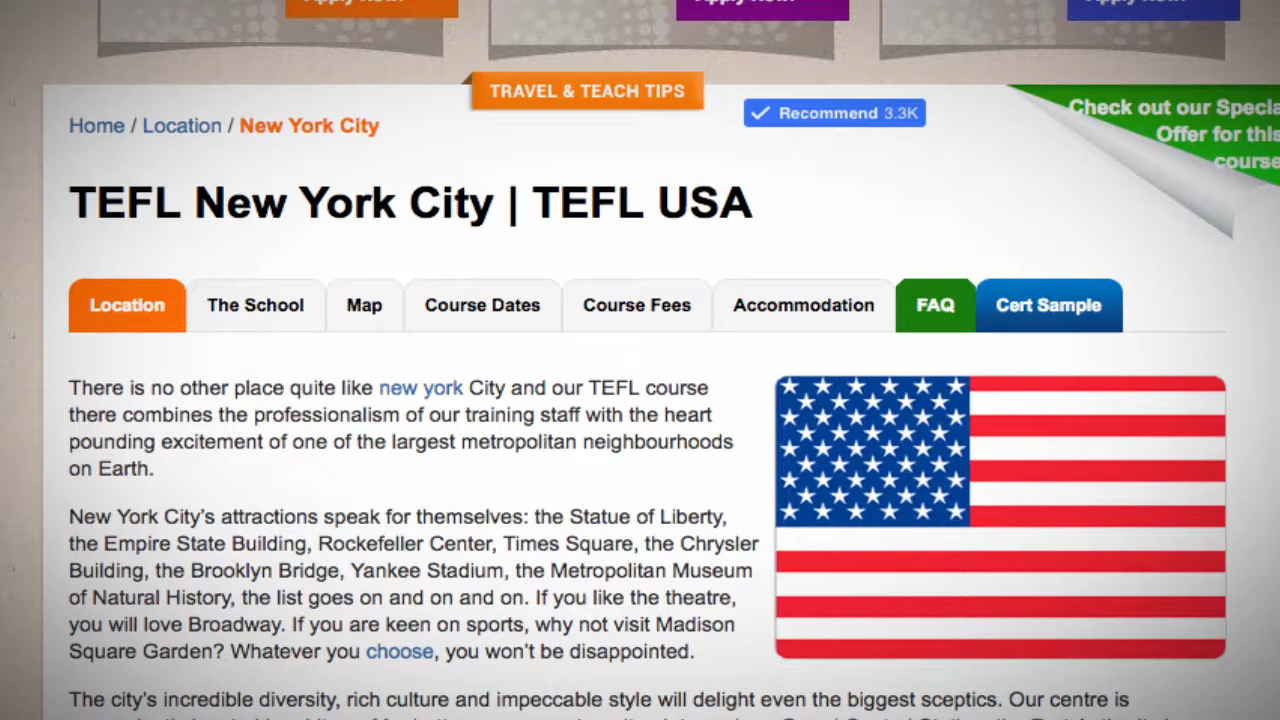 TRAVEL & TEACH TIPS
Home / Location / New York City
Recommend 3.3K
Check out our Specia
Offer for this
course
TEFL New York City | TEFL USA
Location The School Map Course Dates Course Fees Accommodation FAQ Cert Sample
There is no other place quite like new york City and our TEFL course
there combines the professionalism of our training staff with the heart
pounding excitement of one of the largest metropolitan neighbourhoods
on Earth.
New York City's attractions speak for themselves: the Statue of Liberty,
the Empire State Building, Rockefeller Center, Times Square, the Chrysler
Building, the Brooklyn Bridge, Yankee Stadium, the Metropolitan Museum
of Natural History, the list goes on and on and on. If you like the theatre,
you will love Broadway. If you are keen on sports, why not visit Madison
Square Garden? Whatever you choose, you won't be disappointed.
The city's incredible diversity, rich culture and impeccable style will delight even the biggest sceptics. Our centre is